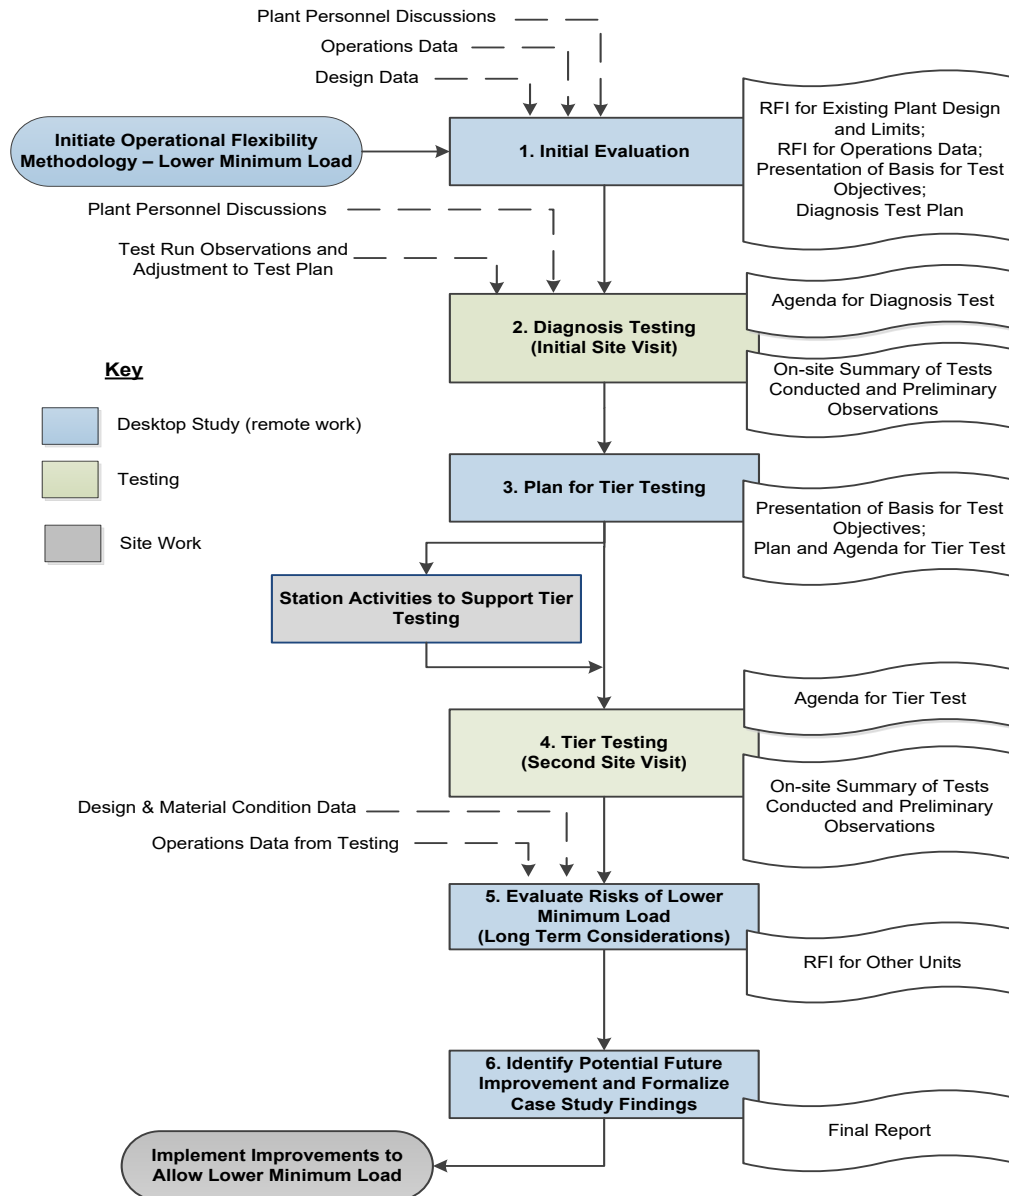 Plant Personnel Discussions
Operations Data
Design Data
Initiate Operational Flexibility
Methodology – Lower Minimum Load
1. Initial Evaluation
RFI for Existing Plant Design
and Limits;
RFI for Operations Data;
Presentation of Basis for Test
Objectives;
Diagnosis Test Plan
Plant Personnel Discussions
Test Run Observations and
Adjustment to Test Plan
2. Diagnosis Testing
(Initial Site Visit)
Agenda for Diagnosis Test
On-site Summary of Tests
Conducted and Preliminary
Observations
Key
Desktop Study (remote work)
Testing
Site Work
3. Plan for Tier Testing
Presentation of Basis for Test
Objectives;
Plan and Agenda for Tier Test
Station Activities to Support Tier
Testing
Agenda for Tier Test
4. Tier Testing
(Second Site Visit)
On-site Summary of Tests
Conducted and Preliminary
Observations
Design & Material Condition Data
Operations Data from Testing
5. Evaluate Risks of Lower
Minimum Load
(Long Term Considerations)
RFI for Other Units
6. Identify Potential Future
Improvement and Formalize
Case Study Findings
Final Report
Implement Improvements to
Allow Lower Minimum Load